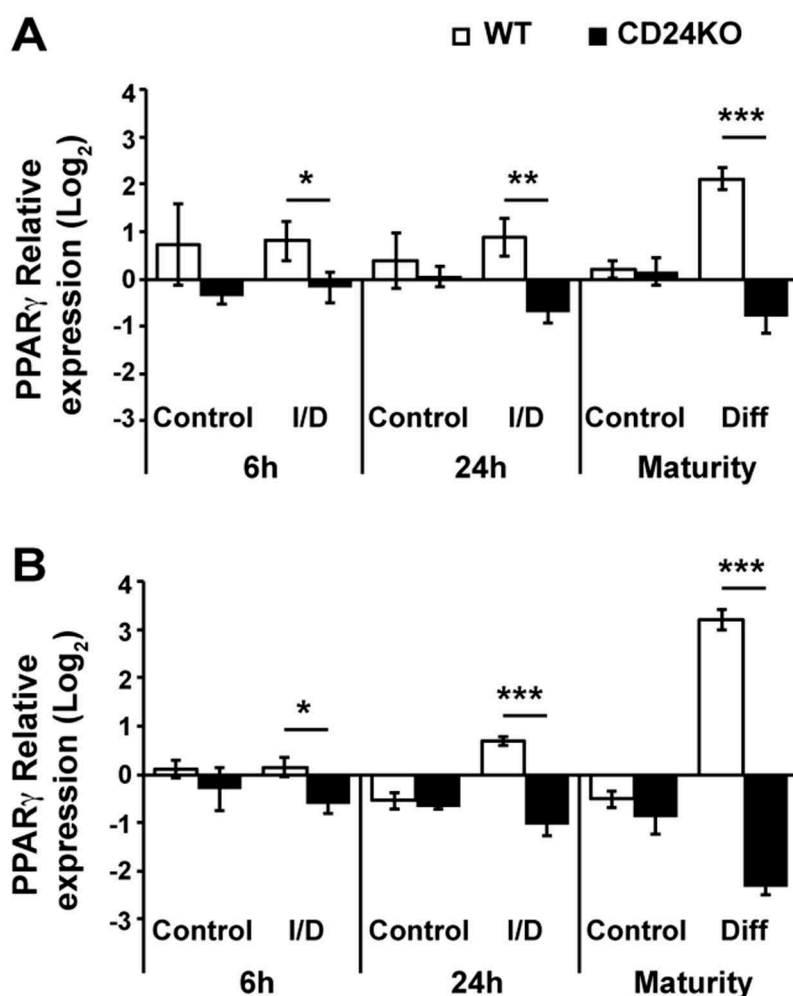 A
WT CD24KO
PPARγ Relative
expression (Log2)
4
3
2
1
0
-1
-2
-3
* ** ***
Control I/D Control I/D Control Diff
6h 24h Maturity
B
PPARγ Relative
expression (Log2)
4
3
2
1
0
-1
-2
-3
* *** ***
Control I/D Control I/D Control Diff
6h 24h Maturity